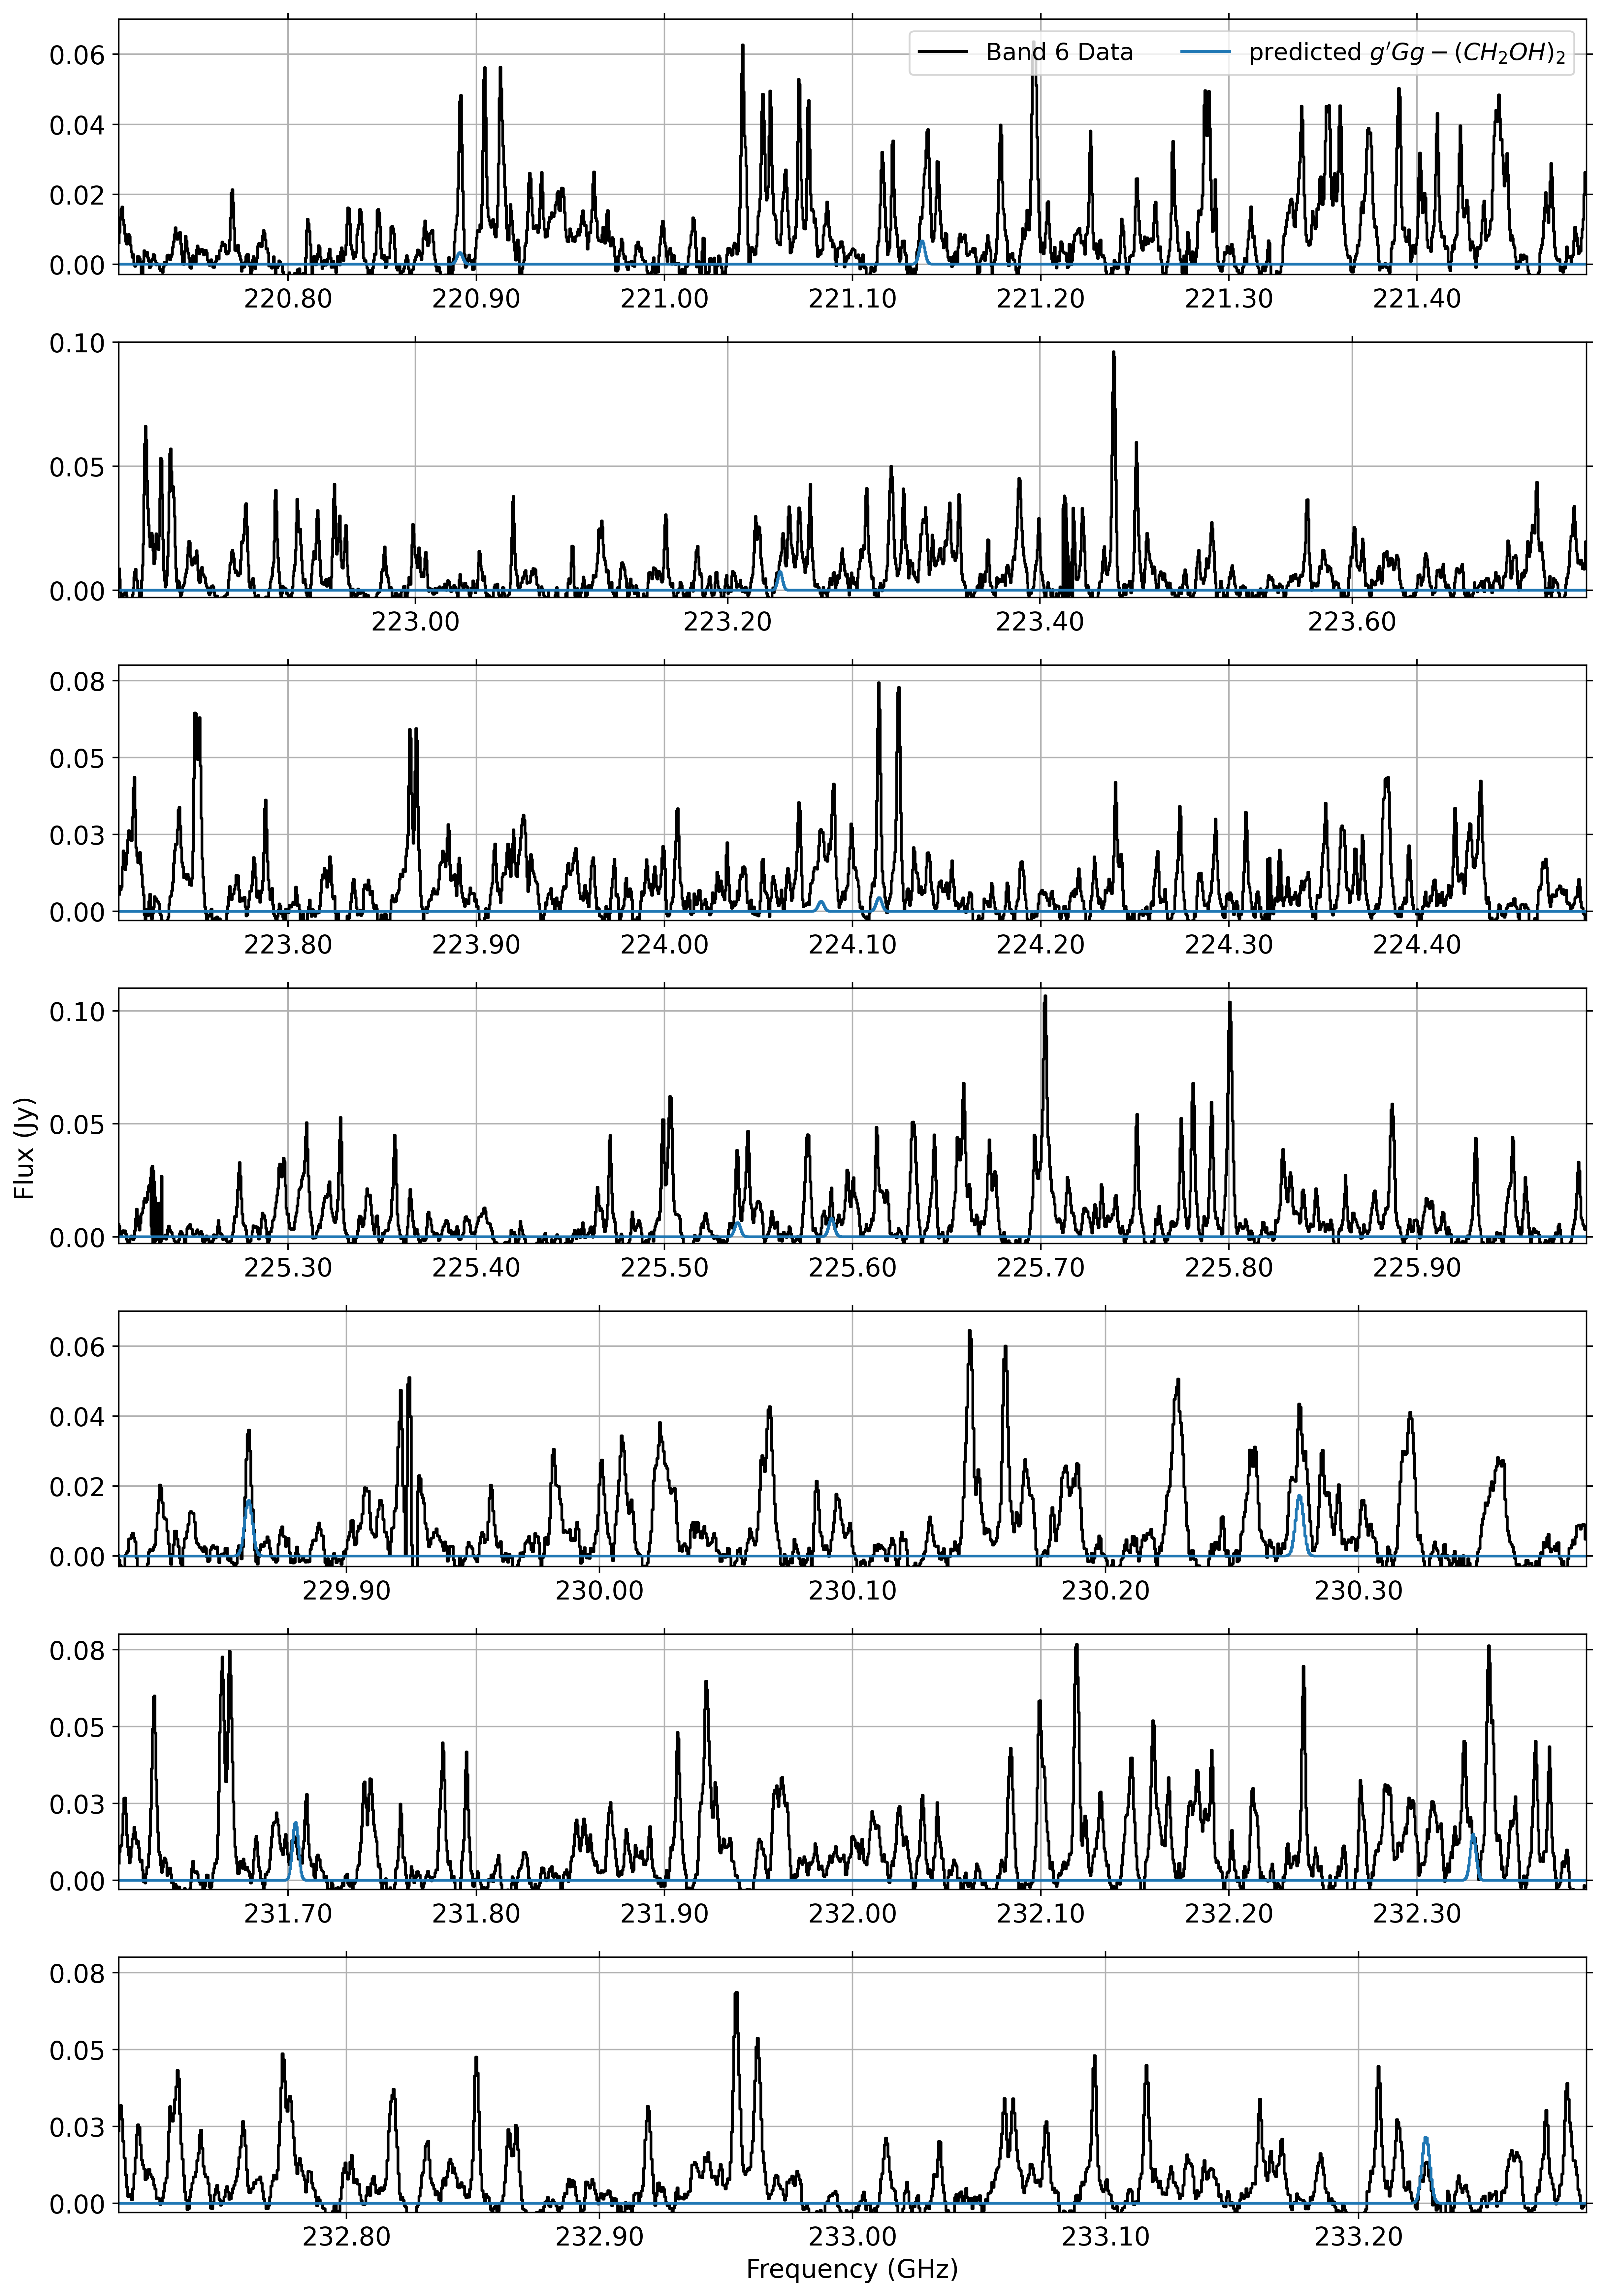 Band 6 Data predicted g′Gg − (CH₂OH)₂
0.06
0.04
0.02
0.00
220.80 220.90 221.00 221.10 221.20 221.30 221.40
0.10
0.05
0.00
223.00 223.20 223.40 223.60
0.08
0.05
0.03
0.00
223.80 223.90 224.00 224.10 224.20 224.30 224.40
Flux (Jy)
0.10
0.05
0.00
225.30 225.40 225.50 225.60 225.70 225.80 225.90
0.06
0.04
0.02
0.00
229.90 230.00 230.10 230.20 230.30
0.08
0.05
0.03
0.00
231.70 231.80 231.90 232.00 232.10 232.20 232.30
0.08
0.05
0.03
0.00
232.80 232.90 233.00 233.10 233.20
Frequency (GHz)